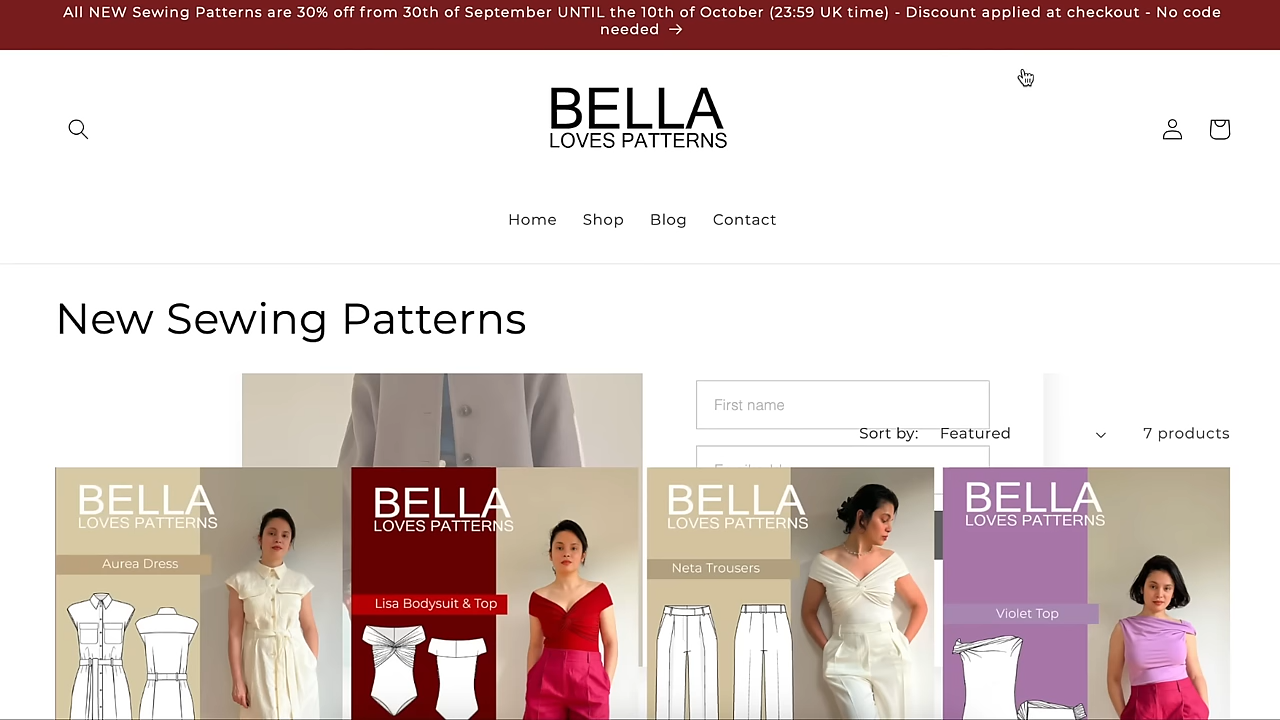 All NEW Sewing Patterns are 30% off from 30th of September UNTIL the 10th of October (23:59 UK time) - Discount applied at checkout - No code
needed →
BELLA
LOVES PATTERNS
Home Shop Blog Contact
New Sewing Patterns
First name
Sort by: Featured 7 products
BELLA
LOVES PATTERNS
Aurea Dress
BELLA
LOVES PATTERNS
Lisa Bodysuit & Top
BELLA
LOVES PATTERNS
Neta Trousers
BELLA
LOVES PATTERNS
Violet Top